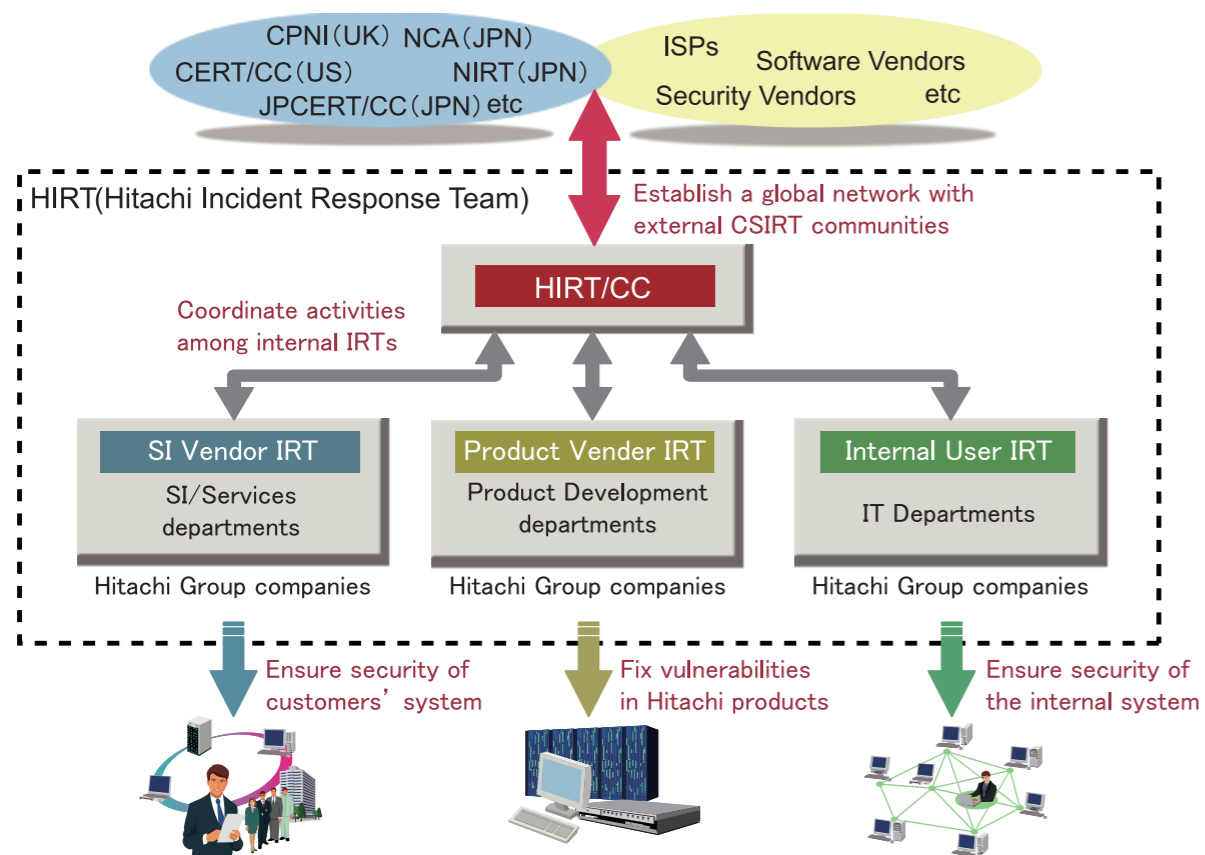 CPNI(UK) NCA(JPN)
CERT/CC(US) NIRT(JPN)
JPCERT/CC(JPN) etc
ISPs
Software Vendors
Security Vendors etc
HIRT(Hitachi Incident Response Team)
Establish a global network with
external CSIRT communities
HIRT/CC
Coordinate activities
among internal IRTs
SI Vendor IRT
SI/Services
departments
Hitachi Group companies
Product Vender IRT
Product Development
departments
Hitachi Group companies
Internal User IRT
IT Departments
Hitachi Group companies
Ensure security of
customers' system
Fix vulnerabilities
in Hitachi products
Ensure security of
the internal system